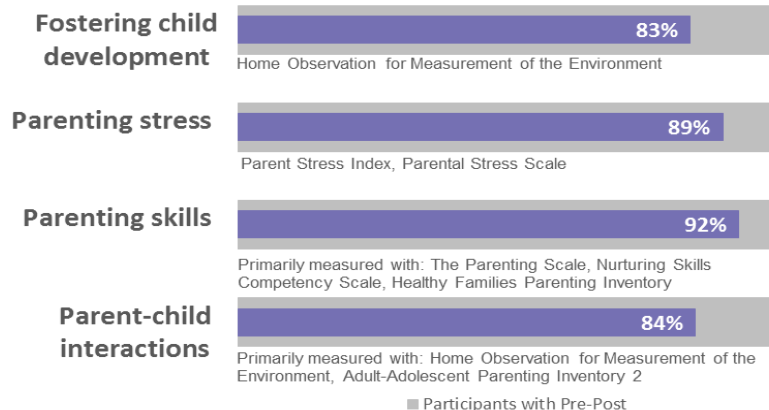 Fostering child
development
83%
Home Observation for Measurement of the Environment
Parenting stress
89%
Parent Stress Index, Parental Stress Scale
Parenting skills
92%
Primarily measured with: The Parenting Scale, Nurturing Skills
Competency Scale, Healthy Families Parenting Inventory
Parent-child
interactions
84%
Primarily measured with: Home Observation for Measurement of the
Environment, Adult-Adolescent Parenting Inventory 2
Participants with Pre-Post